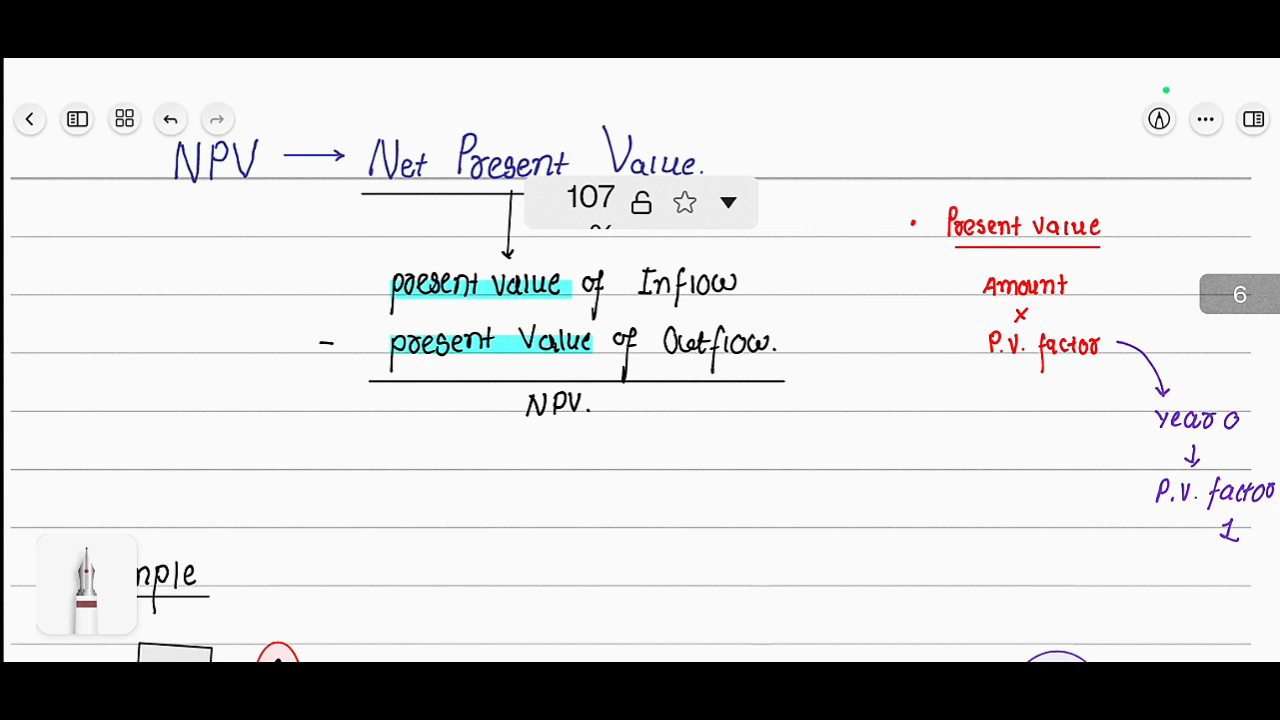 NPV → Net Present Value.
107 %
• Present value
present value of Inflow
Amount
6
×
- present Value of Outflow.
P.V. factor
NPV.
Year 0
↓
P.V. factor
1
mple